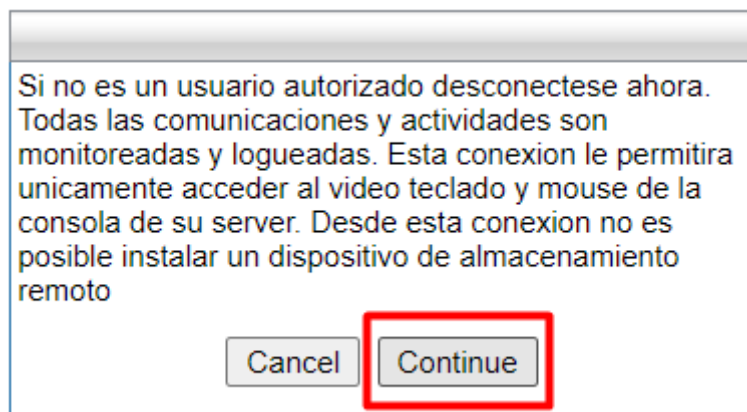 Si no es un usuario autorizado desconectese ahora.
Todas las comunicaciones y actividades son
monitoreadas y logueadas. Esta conexion le permitira
unicamente acceder al video teclado y mouse de la
consola de su server. Desde esta conexion no es
posible instalar un dispositivo de almacenamiento
remoto
Cancel Continue